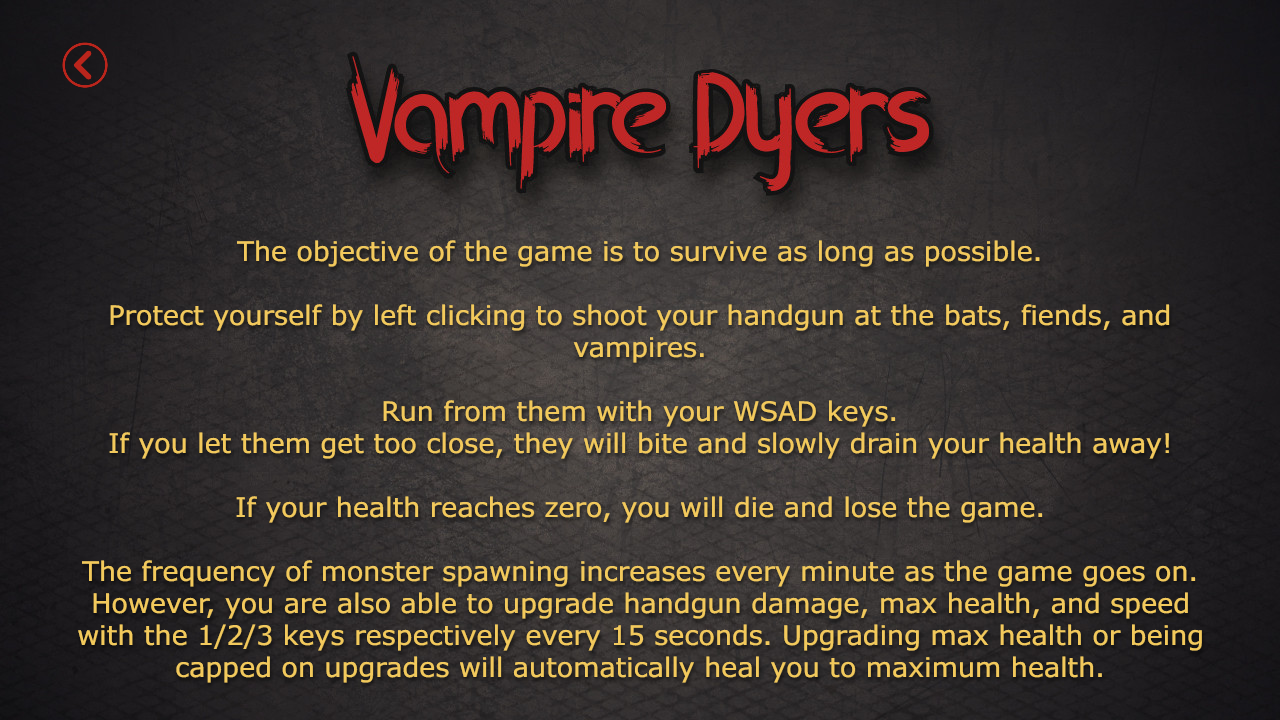 Vampire Dyers
The objective of the game is to survive as long as possible.
Protect yourself by left clicking to shoot your handgun at the bats, fiends, and
vampires.
Run from them with your WSAD keys.
If you let them get too close, they will bite and slowly drain your health away!
If your health reaches zero, you will die and lose the game.
The frequency of monster spawning increases every minute as the game goes on.
However, you are also able to upgrade handgun damage, max health, and speed
with the 1/2/3 keys respectively every 15 seconds. Upgrading max health or being
capped on upgrades will automatically heal you to maximum health.